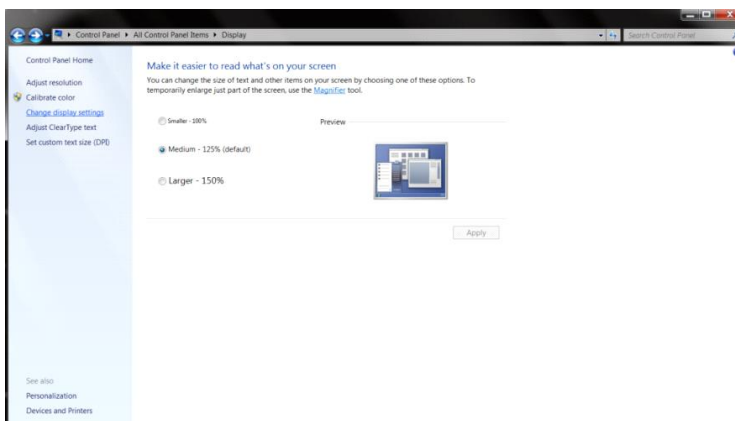 Control Panel ▸ All Control Panel Items ▸ Display
Search Control Panel
Control Panel Home
Adjust resolution
Calibrate color
Change display settings
Adjust ClearType text
Set custom text size (DPI)
See also
Personalization
Devices and Printers
Make it easier to read what's on your screen
You can change the size of text and other items on your screen by choosing one of these options. To
temporarily enlarge just part of the screen, use the Magnifier tool.
Smaller - 100%
Preview
Medium - 125% (default)
Larger - 150%
Apply